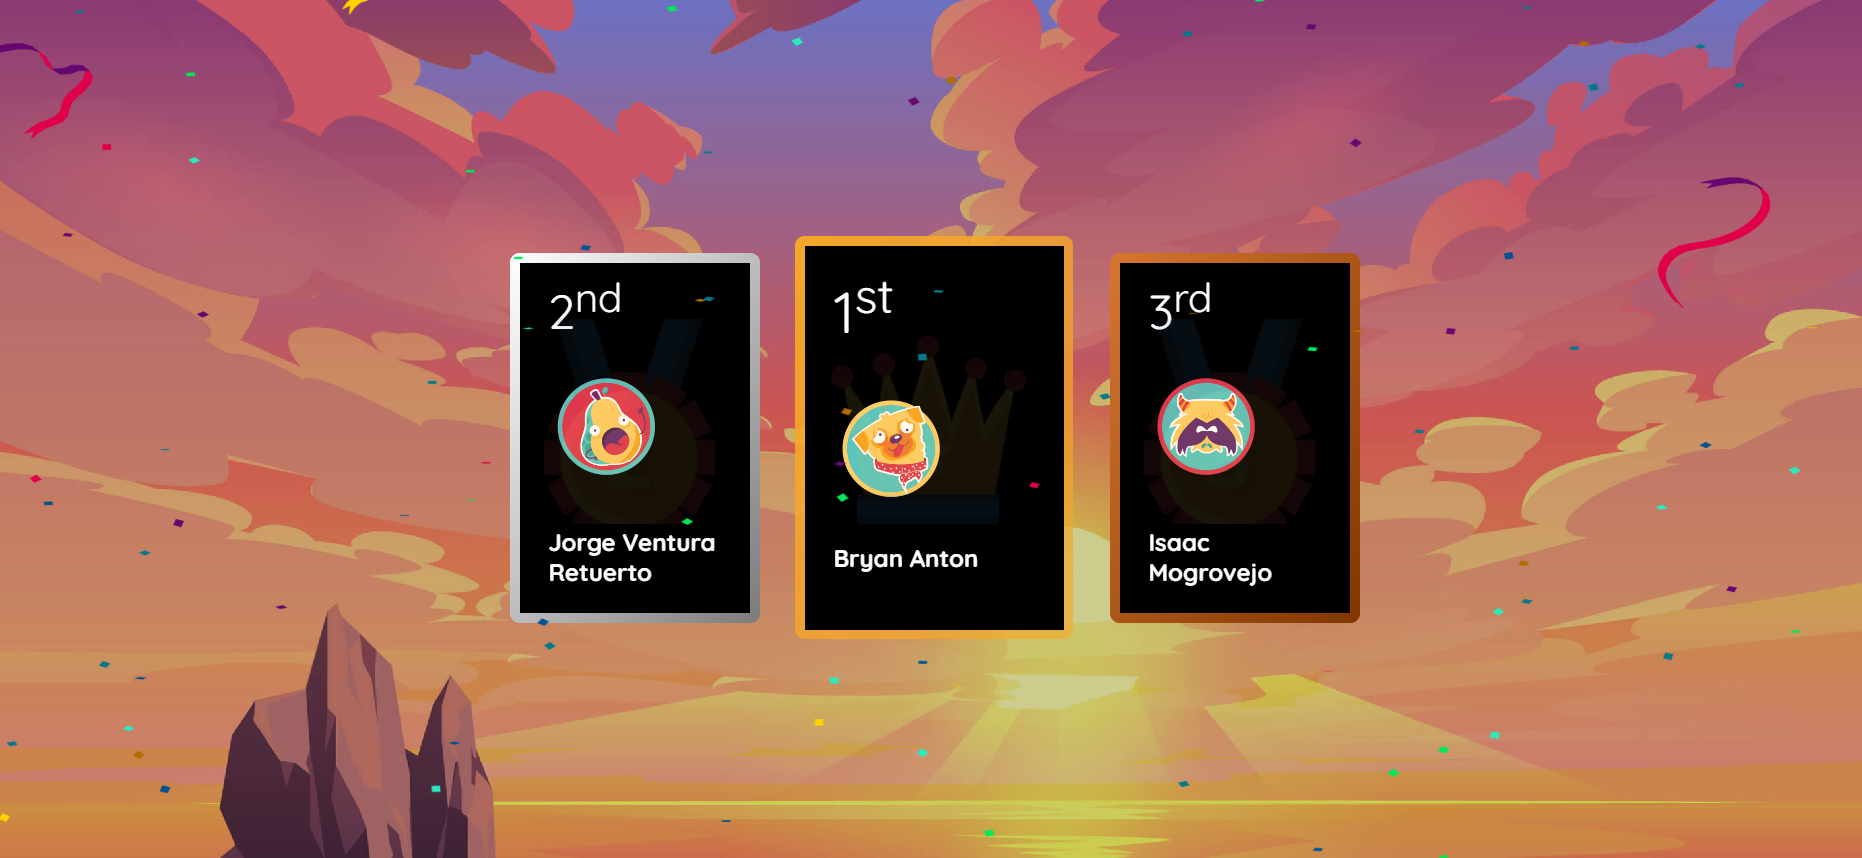 2nd
Jorge Ventura
Retuerto
1st
Bryan Anton
3rd
Isaac
Mogrovejo